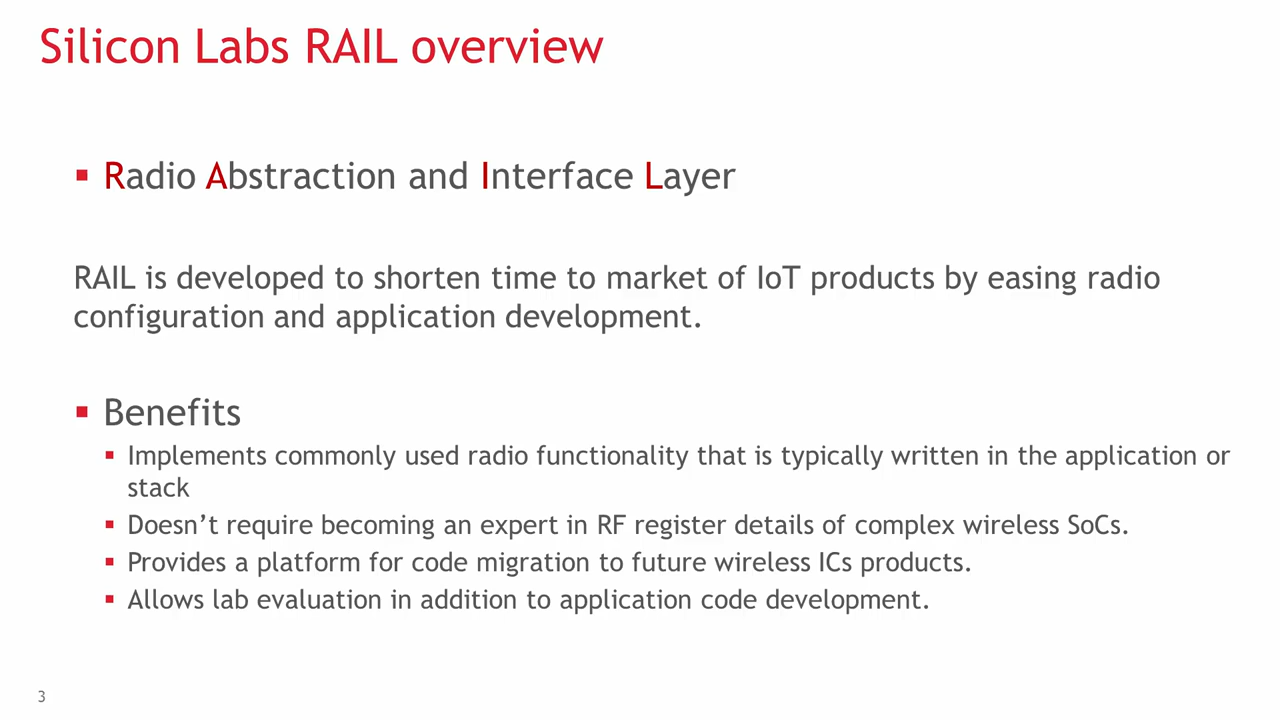 Silicon Labs RAIL overview
▪ Radio Abstraction and Interface Layer
RAIL is developed to shorten time to market of IoT products by easing radio
configuration and application development.
▪ Benefits
▪ Implements commonly used radio functionality that is typically written in the application or
stack
▪ Doesn’t require becoming an expert in RF register details of complex wireless SoCs.
▪ Provides a platform for code migration to future wireless ICs products.
▪ Allows lab evaluation in addition to application code development.
3